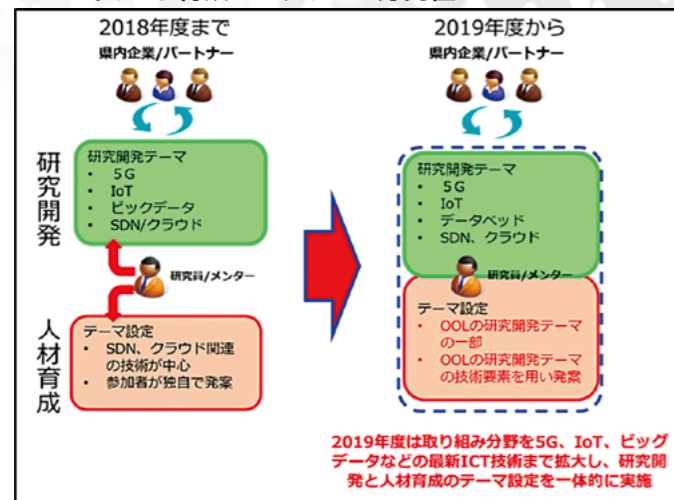 2018年度まで
県内企業/パートナー
研究開発
研究開発テーマ
• 5G
• IoT
• ビックデータ
• SDN/クラウド
研究員/メンター
人材育成
テーマ設定
• SDN、クラウド関連
の技術が中心
• 参加者が独自で発案
2019年度から
県内企業/パートナー
研究開発テーマ
• 5G
• IoT
• データベッド
• SDN、クラウド
研究員/メンター
テーマ設定
• OOLの研究開発テーマ
の一部
• OOLの研究開発テーマ
の技術要素を用い発案
2019年度は取り組み分野を5G、IoT、ビッグ
データなどの最新ICT技術まで拡大し、研究開
発と人材育成のテーマ設定を一体的に実施